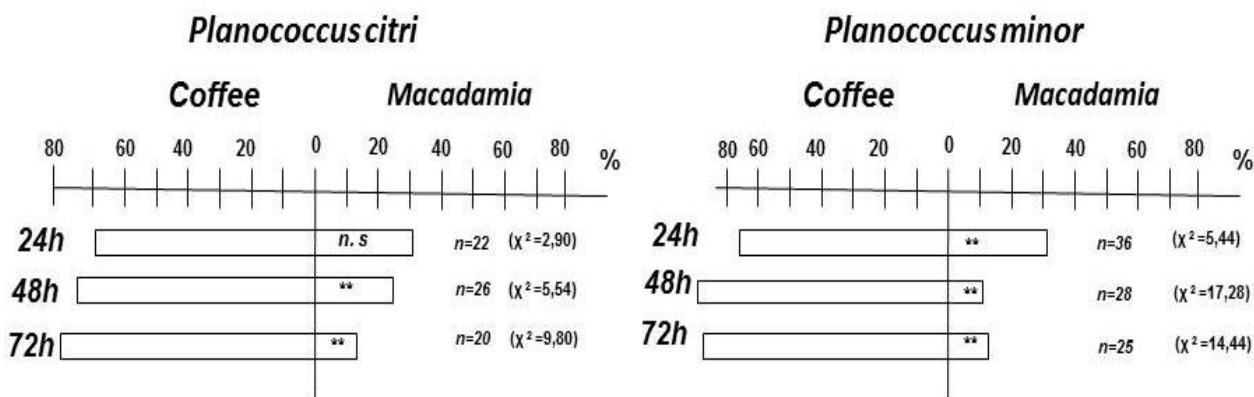 Planococcus citri
Coffee Macadamia
80 60 40 20 0 20 40 60 80 %
24h n. s n=22 (χ²=2,90)
48h ** n=26 (χ²=5,54)
72h ** n=20 (χ²=9,80)
Planococcus minor
Coffee Macadamia
80 60 40 20 0 20 40 60 80 %
24h ** n=36 (χ²=5,44)
48h ** n=28 (χ²=17,28)
72h ** n=25 (χ²=14,44)